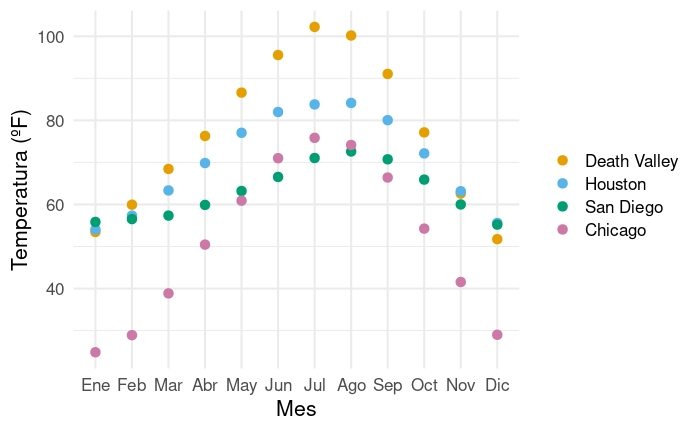 Temperatura (ºF)
100
80
60
40
Ene Feb Mar Abr May Jun Jul Ago Sep Oct Nov Dic
Mes
Death Valley
Houston
San Diego
Chicago